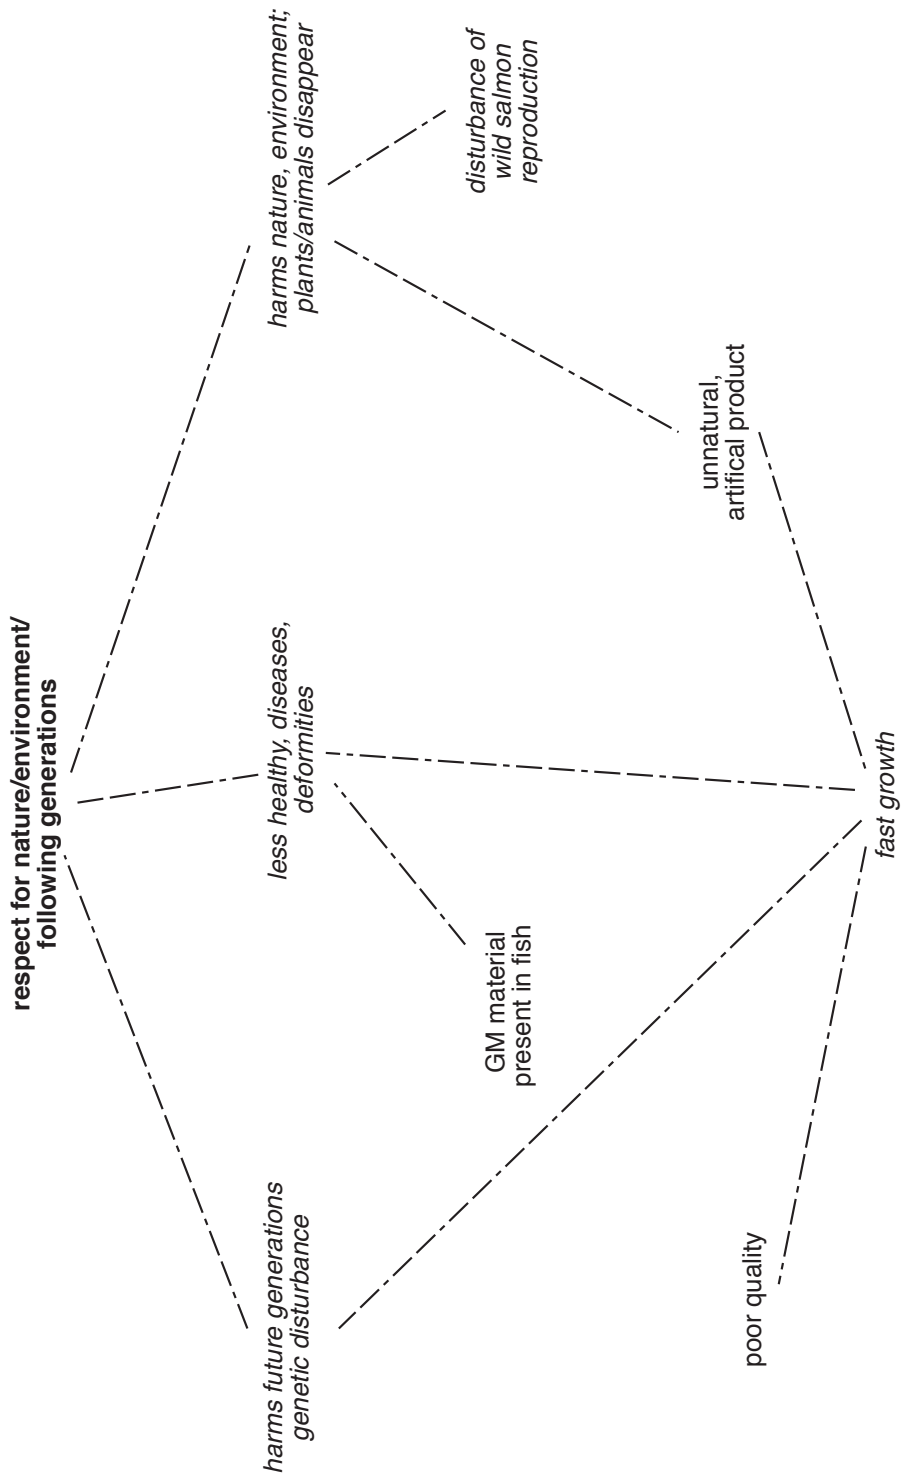 respect for nature/environment/
following generations
harms future generations
genetic disturbance
less healthy, diseases,
deformities
harms nature, environment;
plants/animals disappear
GM material
present in fish
disturbance of
wild salmon
reproduction
unnatural,
artifical product
poor quality
fast growth